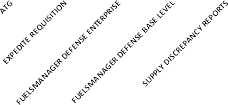 ATG
EXPEDITE REQUISITION
FUELSMANAGER DEFENSE ENTERPRISE
FUELSMANAGER DEFENSE BASE LEVEL
SUPPLY DISCREPANCY REPORTS